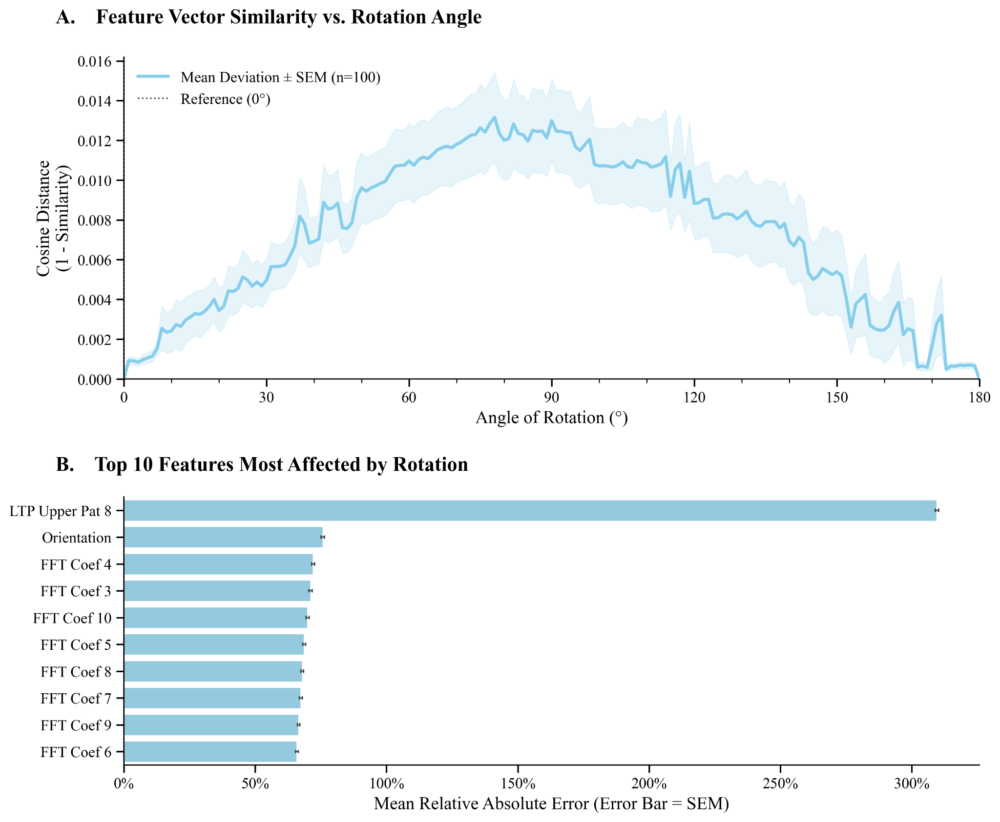 A. Feature Vector Similarity vs. Rotation Angle
0.016
0.014
0.012
0.010
0.008
0.006
0.004
0.002
0.000
Cosine Distance
(1 - Similarity)
Mean Deviation ± SEM (n=100)
Reference (0°)
0 30 60 90 120 150 180
Angle of Rotation (°)
B. Top 10 Features Most Affected by Rotation
LTP Upper Pat 8
Orientation
FFT Coef 4
FFT Coef 3
FFT Coef 10
FFT Coef 5
FFT Coef 8
FFT Coef 7
FFT Coef 9
FFT Coef 6
0% 50% 100% 150% 200% 250% 300%
Mean Relative Absolute Error (Error Bar = SEM)